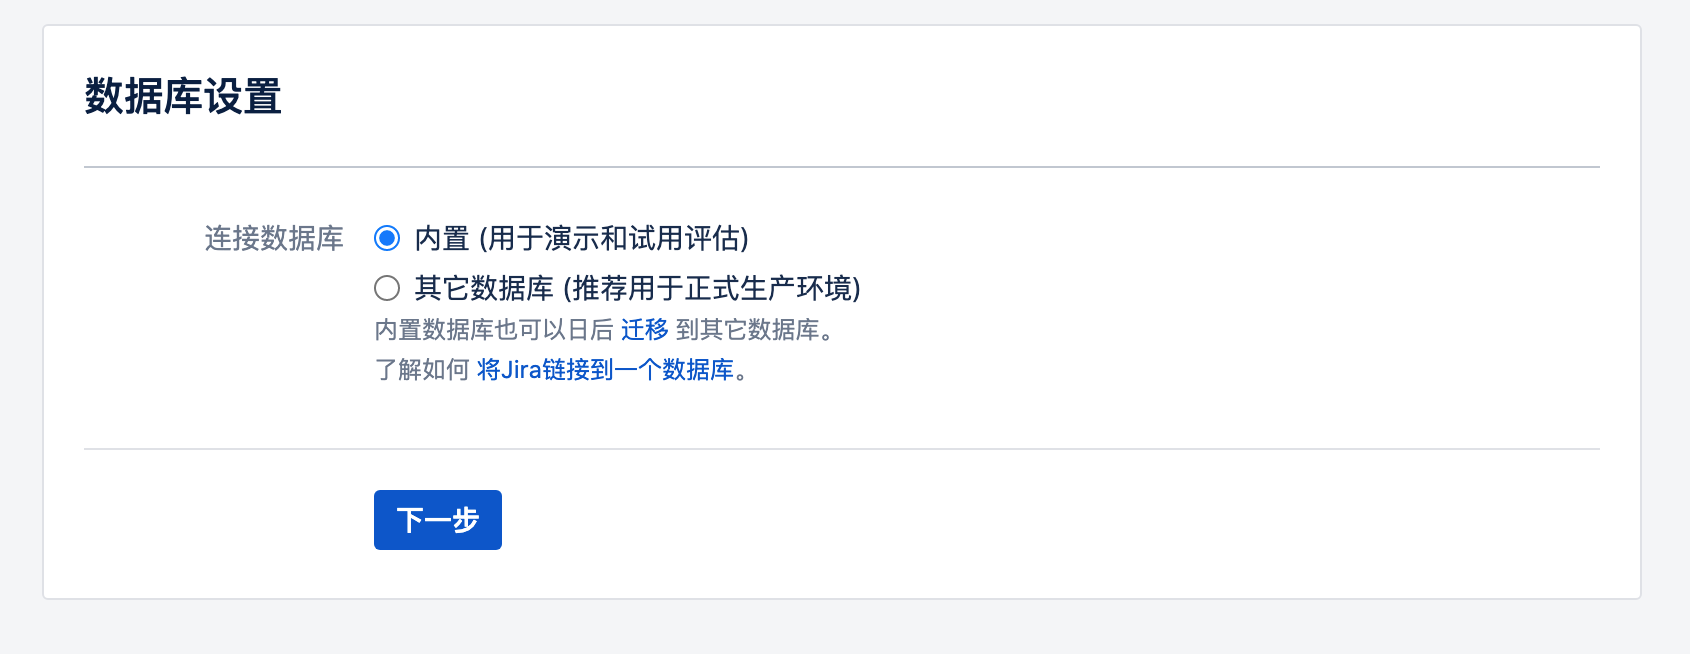 数据库设置
连接数据库
内置 (用于演示和试用评估)
其它数据库 (推荐用于正式生产环境)
内置数据库也可以日后 迁移 到其它数据库。
了解如何 将Jira链接到一个数据库。
下一步